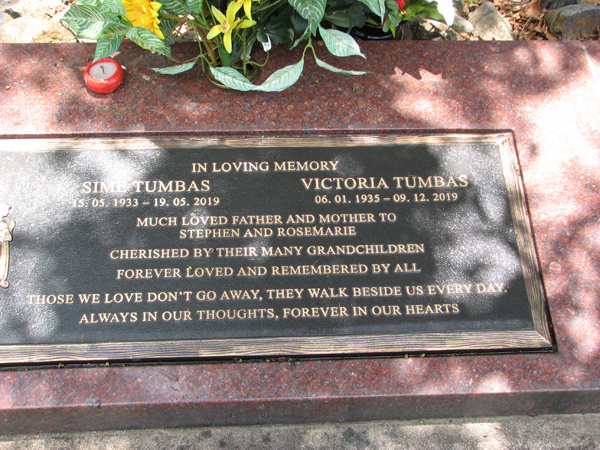 IN LOVING MEMORY
SIME TUMBAS VICTORIA TUMBAS
15. 05. 1933 – 19. 05. 2019 06. 01. 1935 – 09. 12. 2019
MUCH LOVED FATHER AND MOTHER TO
STEPHEN AND ROSEMARIE
CHERISHED BY THEIR MANY GRANDCHILDREN
FOREVER LOVED AND REMEMBERED BY ALL
THOSE WE LOVE DON'T GO AWAY, THEY WALK BESIDE US EVERY DAY.
ALWAYS IN OUR THOUGHTS, FOREVER IN OUR HEARTS